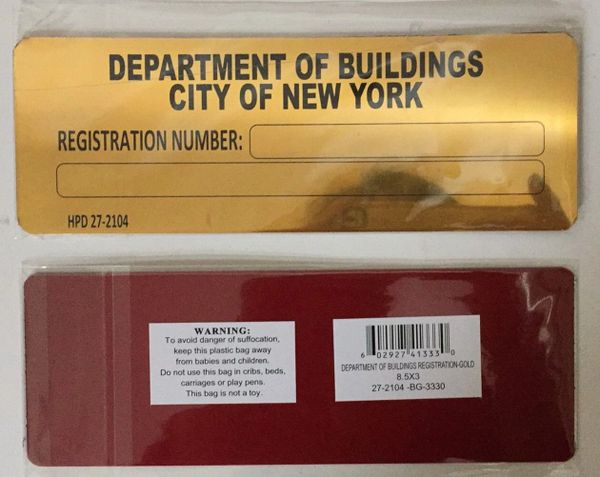 DEPARTMENT OF BUILDINGS
CITY OF NEW YORK
REGISTRATION NUMBER:
HPD 27-2104
WARNING:
To avoid danger of suffocation,
keep this plastic bag away
from babies and children.
Do not use this bag in cribs, beds,
carriages or play pens.
This bag is not a toy.
6 02927 41333 0
DEPARTMENT OF BUILDINGS REGISTRATION-GOLD
8.5X3
27-2104 -BG-3330